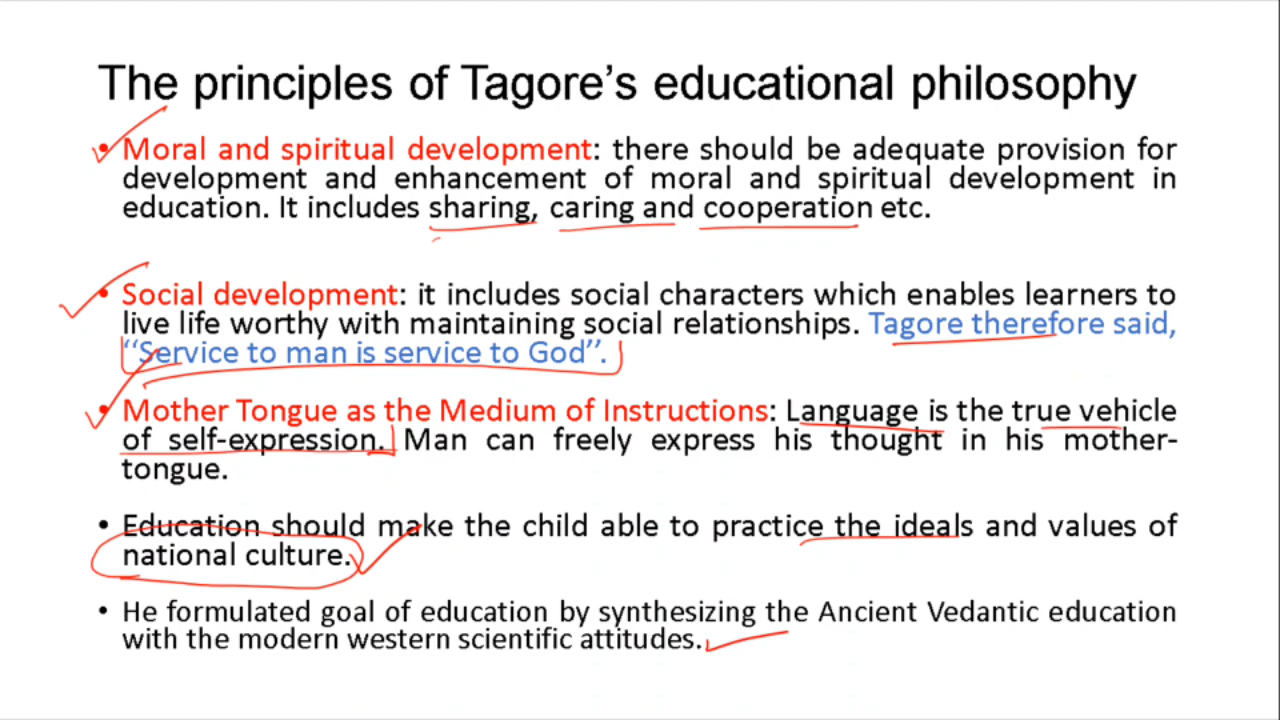 The principles of Tagore’s educational philosophy
• Moral and spiritual development: there should be adequate provision for
development and enhancement of moral and spiritual development in
education. It includes sharing, caring and cooperation etc.
• Social development: it includes social characters which enables learners to
live life worthy with maintaining social relationships. Tagore therefore said,
‘‘Service to man is service to God’’.
• Mother Tongue as the Medium of Instructions: Language is the true vehicle
of self-expression. Man can freely express his thought in his mother-
tongue.
• Education should make the child able to practice the ideals and values of
national culture.
• He formulated goal of education by synthesizing the Ancient Vedantic education
with the modern western scientific attitudes.